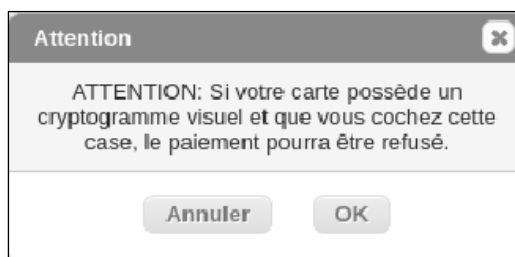 Attention
ATTENTION: Si votre carte possède un
cryptogramme visuel et que vous cochez cette
case, le paiement pourra être refusé.
Annuler OK